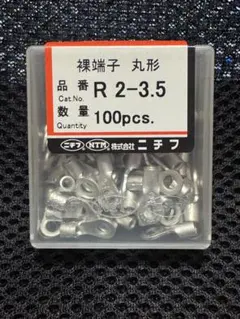 裸端子 丸形
品番 R 2-3.5
Cat.No.
数量 100pcs.
Quantity
ニチフ NTM 株式会社 ニチフ